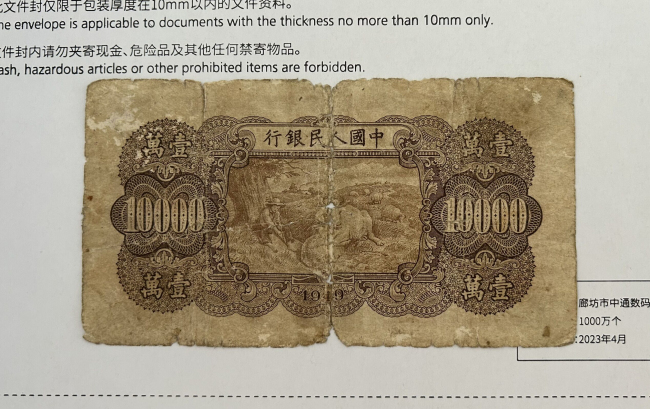 此文件封仅限于包装厚度在10mm以内的文件资料。
he envelope is applicable to documents with the thickness no more than 10mm only.
文件封内请勿夹寄现金、危险品及其他任何禁寄物品。
ash, hazardous articles or other prohibited items are forbidden.
行銀民人國中
萬壹
萬壹
10000
10000
萬壹
萬壹
1949
廊坊市中通数码
1000万个
:2023年4月